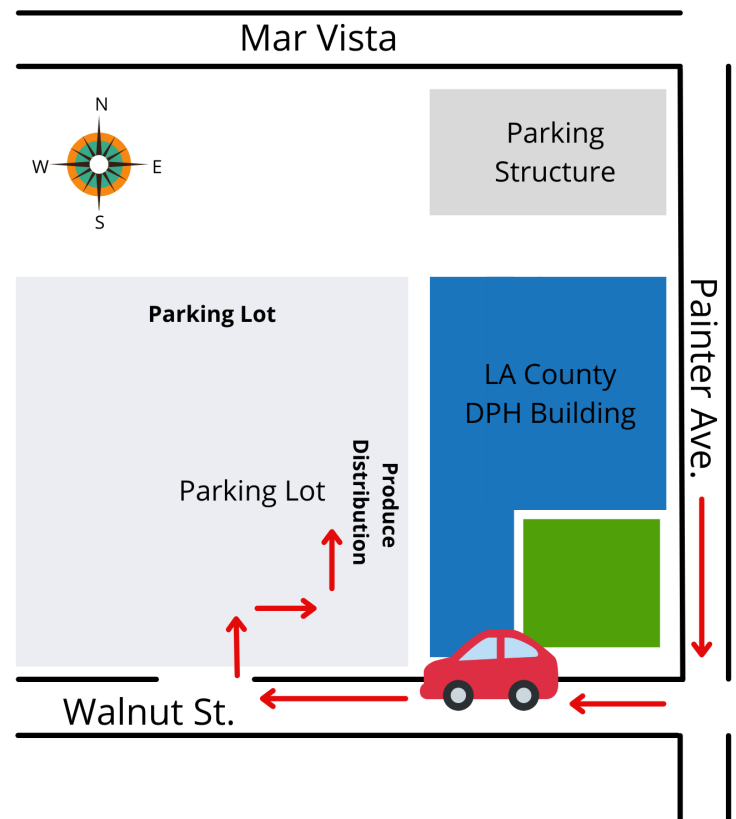 Mar Vista
N
W
E
S
Parking
Structure
Parking Lot
LA County
DPH Building
Painter Ave.
Parking Lot
Produce
Distribution
Walnut St.